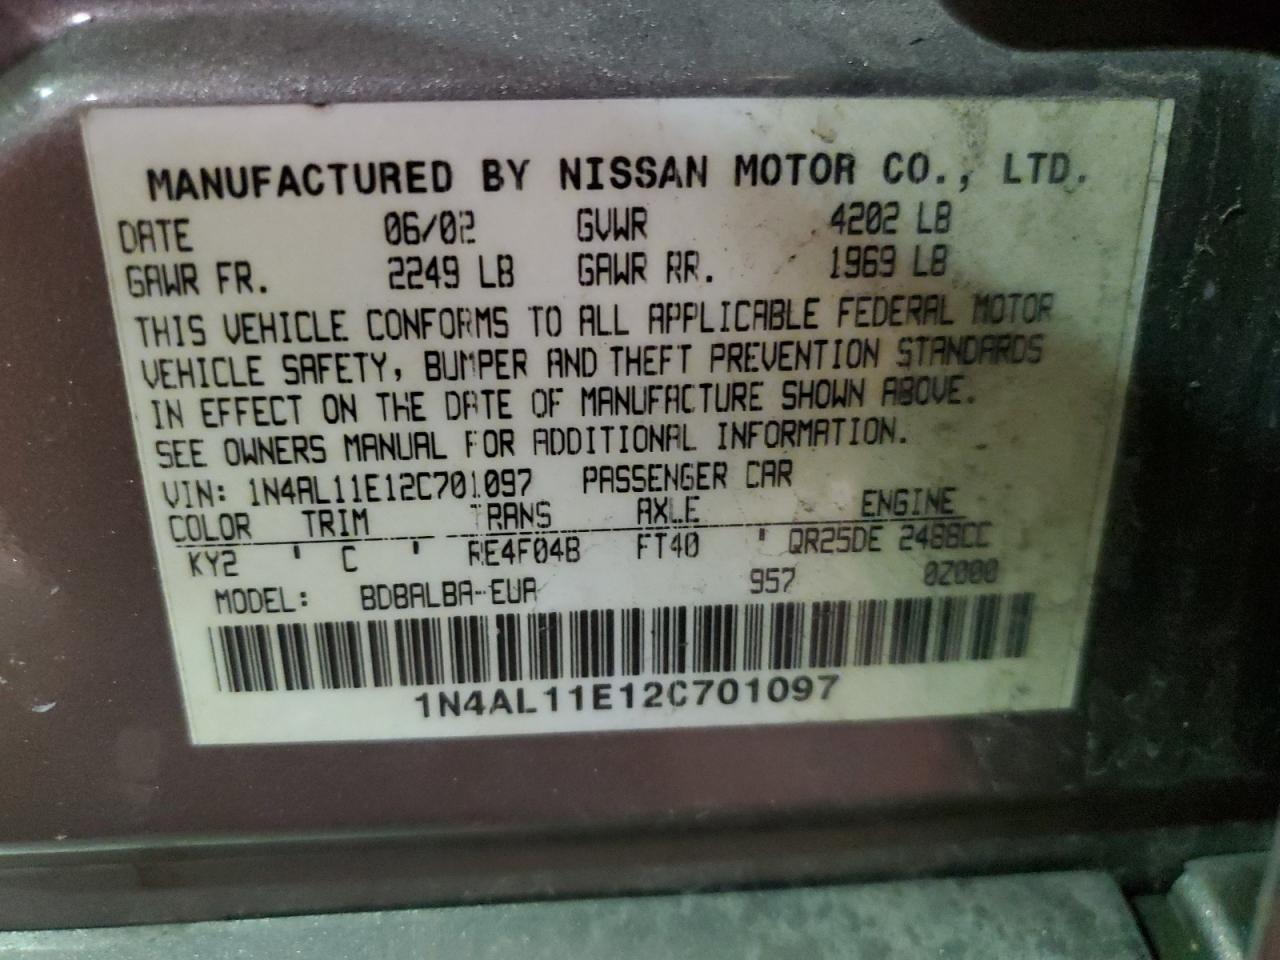 MANUFACTURED BY NISSAN MOTOR CO., LTD.
DATE 06/02 GVWR 4202 LB
GAWR FR. 2249 LB GAWR RR. 1969 LB
THIS VEHICLE CONFORMS TO ALL APPLICABLE FEDERAL MOTOR
VEHICLE SAFETY, BUMPER AND THEFT PREVENTION STANDARDS
IN EFFECT ON THE DATE OF MANUFACTURE SHOWN ABOVE.
SEE OWNERS MANUAL FOR ADDITIONAL INFORMATION.
VIN: 1N4AL11E12C701097 PASSENGER CAR
COLOR TRIM TRANS AXLE ENGINE
KY2 ' C ' RE4F04B FT40 ' QR25DE 2488CC
MODEL: BDBALBA-EUA 957 0Z000
1N4AL11E12C701097